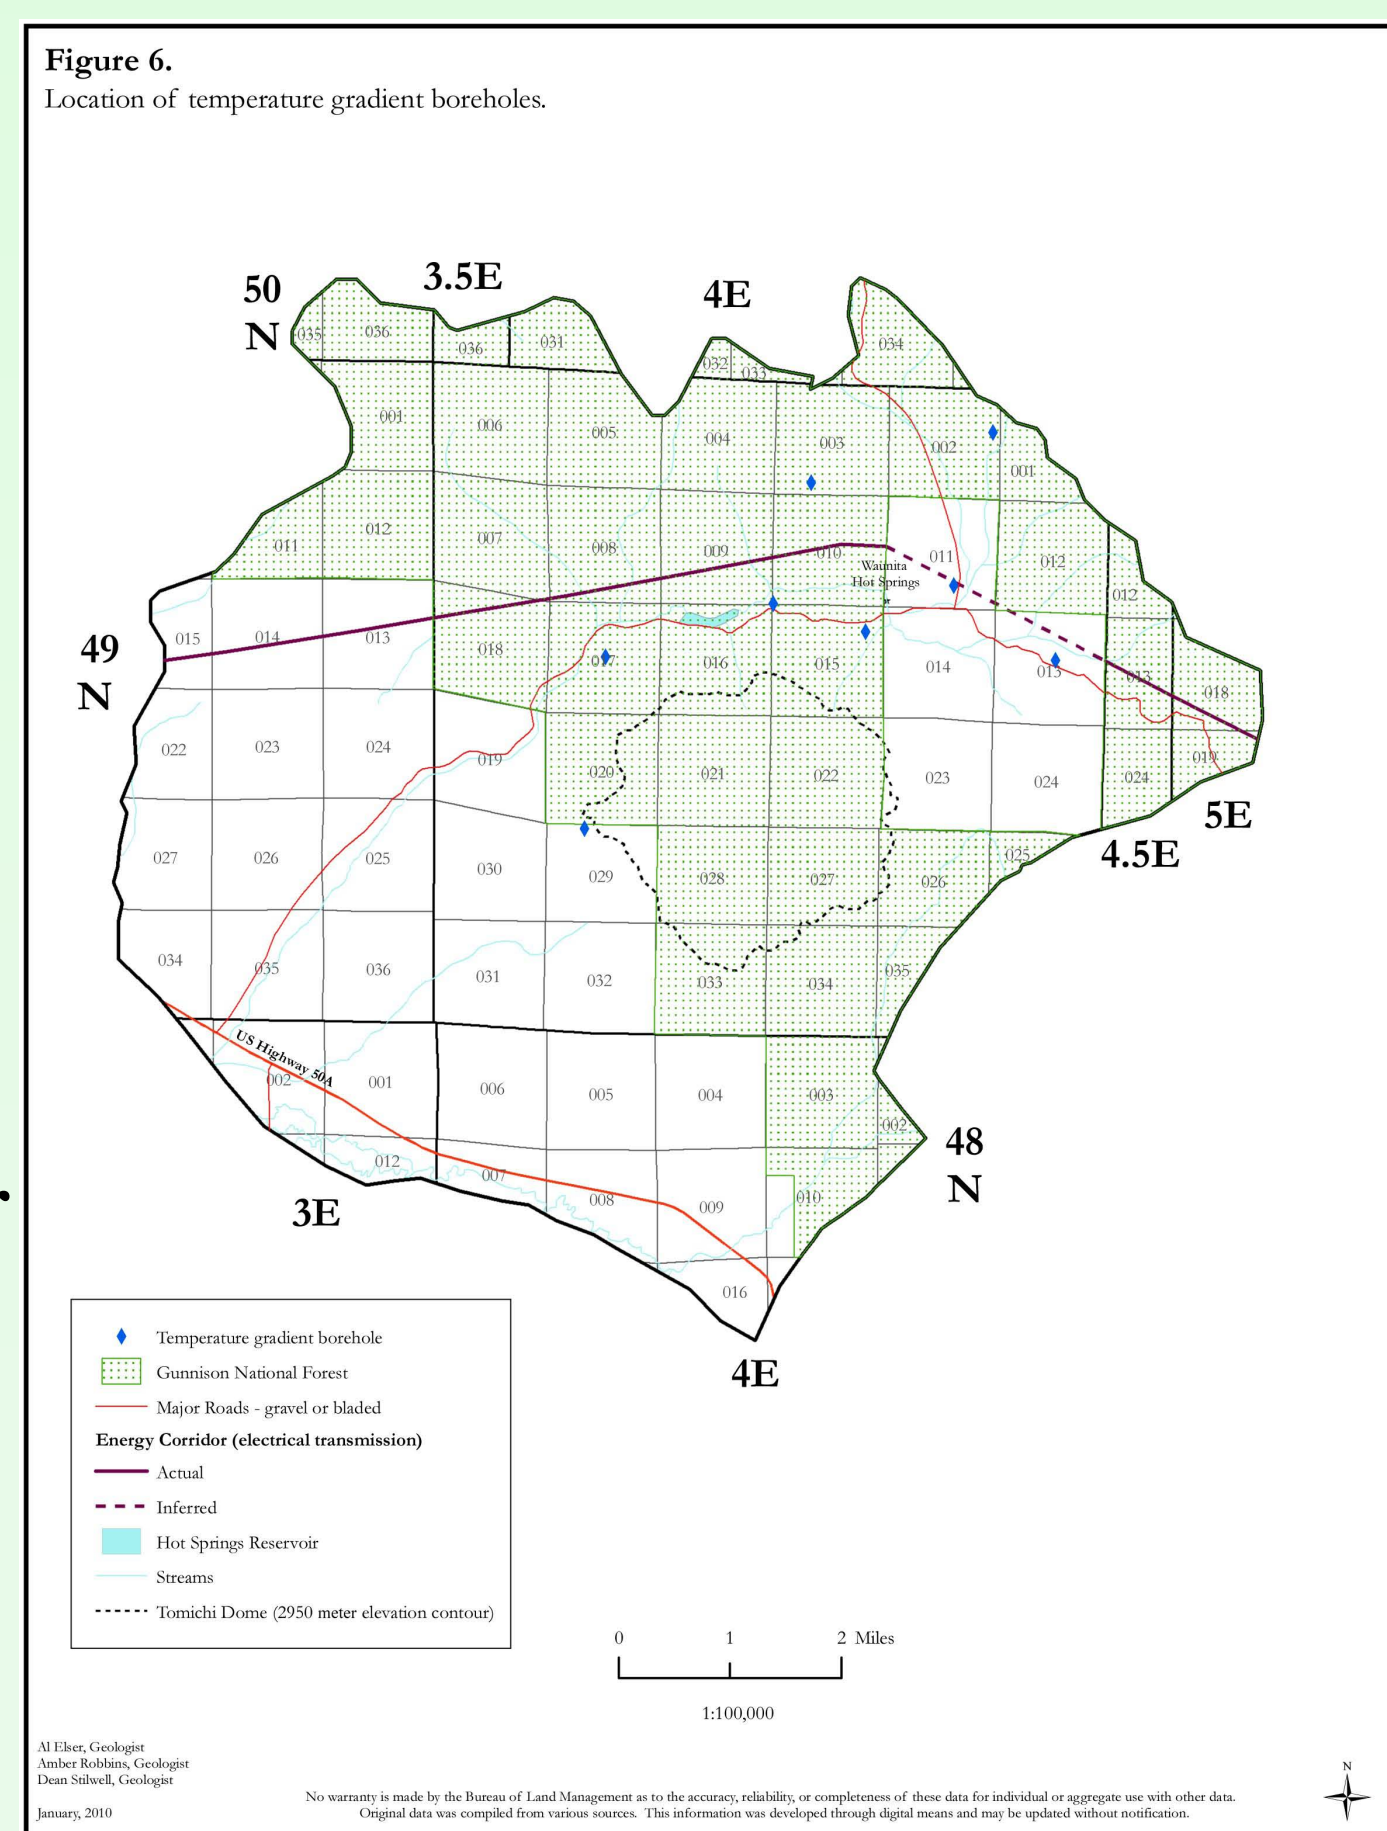 Figure 6.
Location of temperature gradient boreholes.
50
N
3.5E
4E
035
036
036
031
032
033
034
001
006
005
004
003
002
001
011
012
007
008
009
010
011
012
012
Waunita
Hot Springs
49
N
015
014
013
018
017
016
015
014
013
013
018
022
023
024
019
020
021
022
023
024
024
019
5E
4.5E
027
026
025
030
029
028
027
026
025
034
035
036
031
032
033
034
035
US Highway 50A
002
001
006
005
004
003
002
48
N
012
007
008
009
010
3E
016
4E
Temperature gradient borehole
Gunnison National Forest
Major Roads - gravel or bladed
Energy Corridor (electrical transmission)
Actual
Inferred
Hot Springs Reservoir
Streams
Tomichi Dome (2950 meter elevation contour)
0 1 2 Miles
1:100,000
Al Elser, Geologist
Amber Robbins, Geologist
Dean Stilwell, Geologist
January, 2010
No warranty is made by the Bureau of Land Management as to the accuracy, reliability, or completeness of these data for individual or aggregate use with other data.
Original data was compiled from various sources. This information was developed through digital means and may be updated without notification.
N